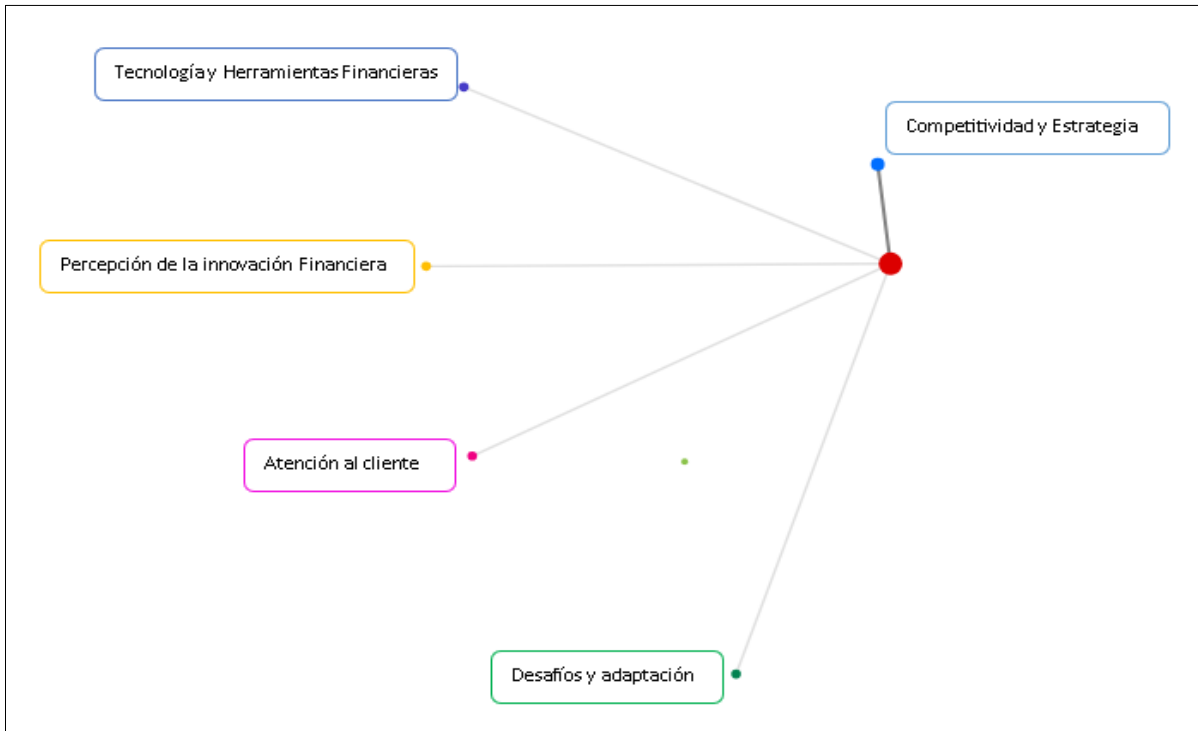 Tecnología y Herramientas Financieras
Competitividad y Estrategia
Percepción de la innovación Financiera
Atención al cliente
Desafíos y adaptación